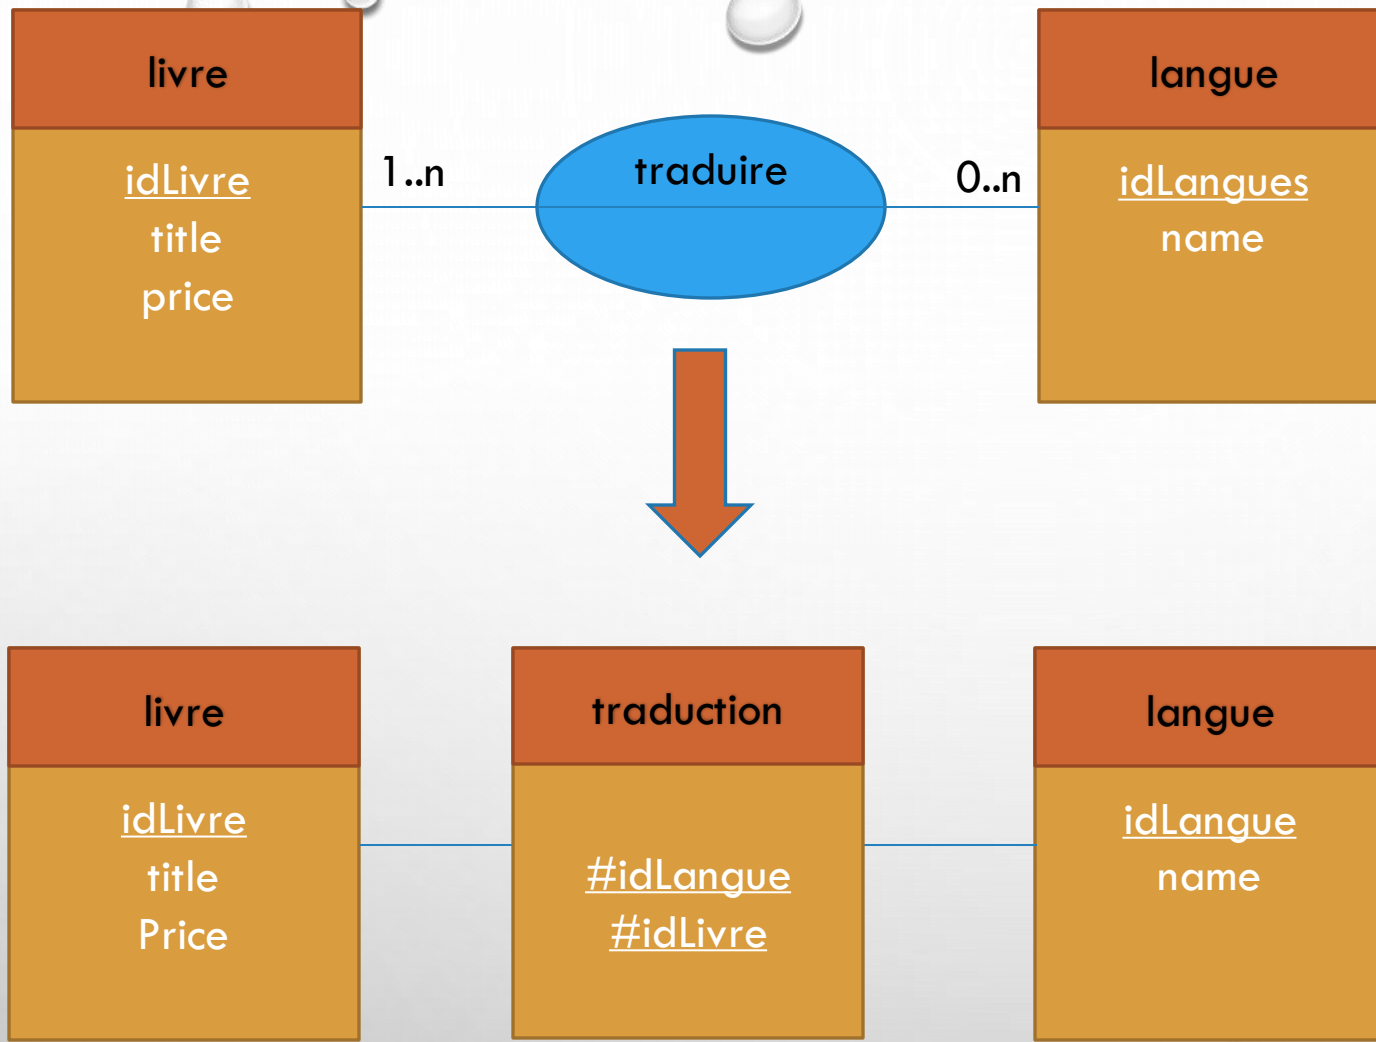 livre
idLivre
title
price
1..n
traduire
0..n
langue
idLangues
name
livre
idLivre
title
Price
traduction
#idLangue
#idLivre
langue
idLangue
name